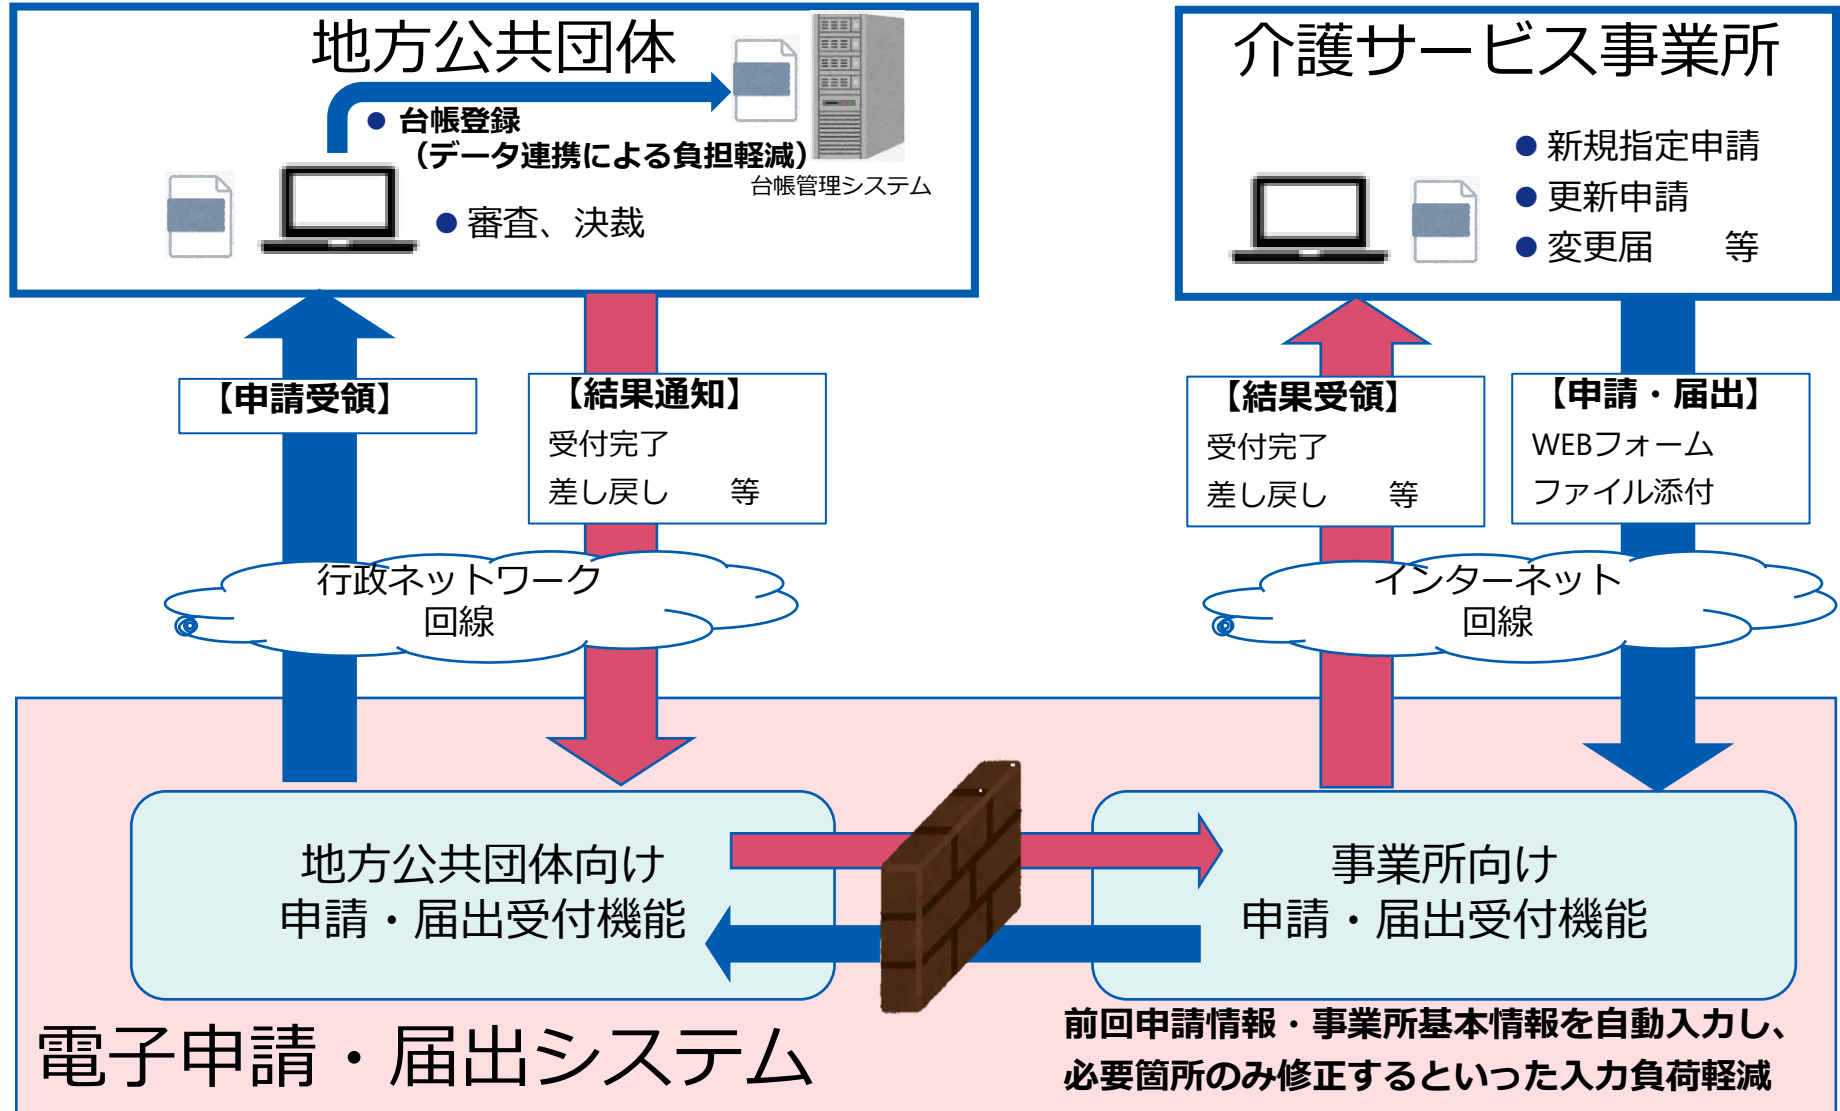 地方公共団体
● 台帳登録
（データ連携による負担軽減）
台帳管理システム
● 審査、決裁
介護サービス事業所
● 新規指定申請
● 更新申請
● 変更届　　等
【申請受領】
【結果通知】
受付完了
差し戻し　　等
【結果受領】
受付完了
差し戻し　　等
【申請・届出】
WEBフォーム
ファイル添付
行政ネットワーク
回線
インターネット
回線
地方公共団体向け
申請・届出受付機能
事業所向け
申請・届出受付機能
電子申請・届出システム
前回申請情報・事業所基本情報を自動入力し、
必要箇所のみ修正するといった入力負荷軽減